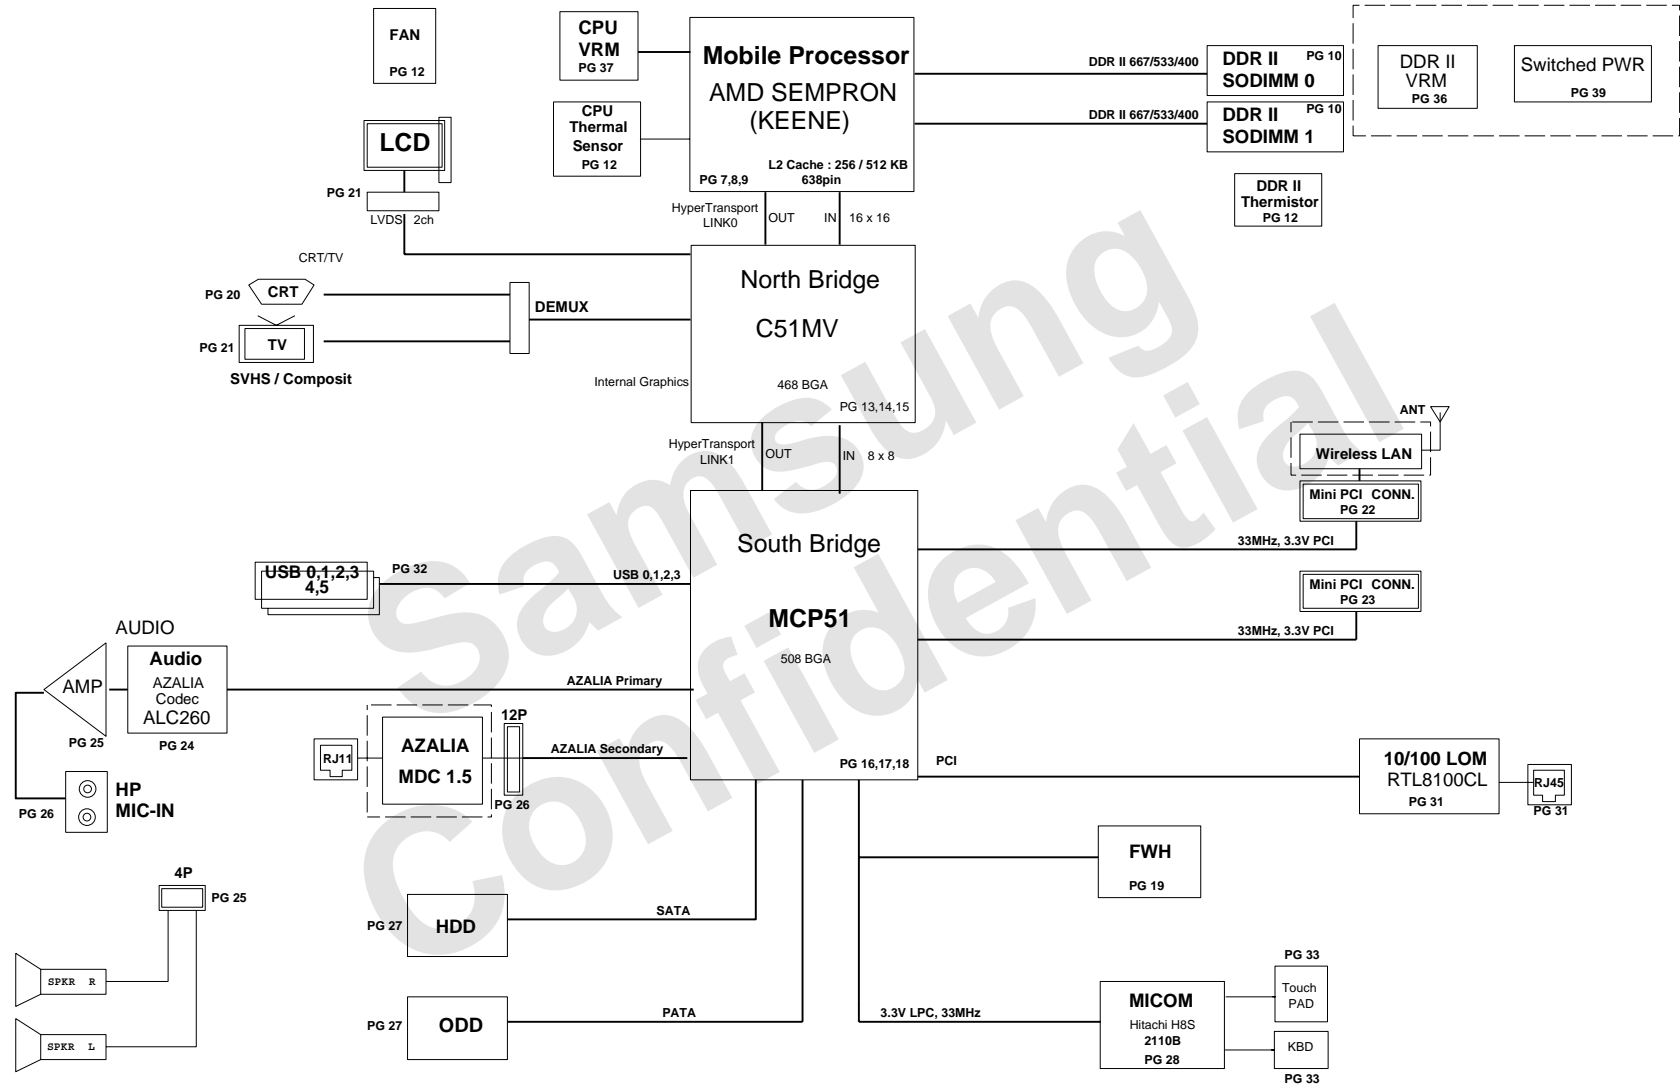 FAN
PG 12
CPU
VRM
PG 37
Mobile Processor
AMD SEMPRON
(KEENE)
L2 Cache : 256 / 512 KB
PG 7,8,9
638pin
CPU
Thermal
Sensor
PG 12
DDR II 667/533/400
DDR II
PG 10
SODIMM 0
DDR II 667/533/400
DDR II
PG 10
SODIMM 1
DDR II
VRM
PG 36
Switched PWR
PG 39
DDR II
Thermistor
PG 12
LCD
PG 21
LVDS 2ch
HyperTransport
LINK0
OUT
IN
16 x 16
CRT/TV
PG 20
CRT
PG 21
TV
SVHS / Composit
DEMUX
North Bridge
C51MV
Internal Graphics
468 BGA
PG 13,14,15
HyperTransport
LINK1
OUT
IN
8 x 8
ANT
Wireless LAN
Mini PCI CONN.
PG 22
33MHz, 3.3V PCI
Mini PCI CONN.
PG 23
33MHz, 3.3V PCI
South Bridge
MCP51
508 BGA
PG 16,17,18
USB 0,1,2,3
4,5
PG 32
USB 0,1,2,3
AUDIO
AMP
PG 25
Audio
AZALIA
Codec
ALC260
PG 24
AZALIA Primary
HP
MIC-IN
PG 26
RJ11
AZALIA
MDC 1.5
12P
PG 26
AZALIA Secondary
PCI
10/100 LOM
RTL8100CL
PG 31
RJ45
PG 31
FWH
PG 19
4P
PG 25
SPKR R
SPKR L
PG 27
HDD
SATA
PG 27
ODD
PATA
3.3V LPC, 33MHz
MICOM
Hitachi H8S
2110B
PG 28
PG 33
Touch
PAD
KBD
PG 33
Samsung
Confidential